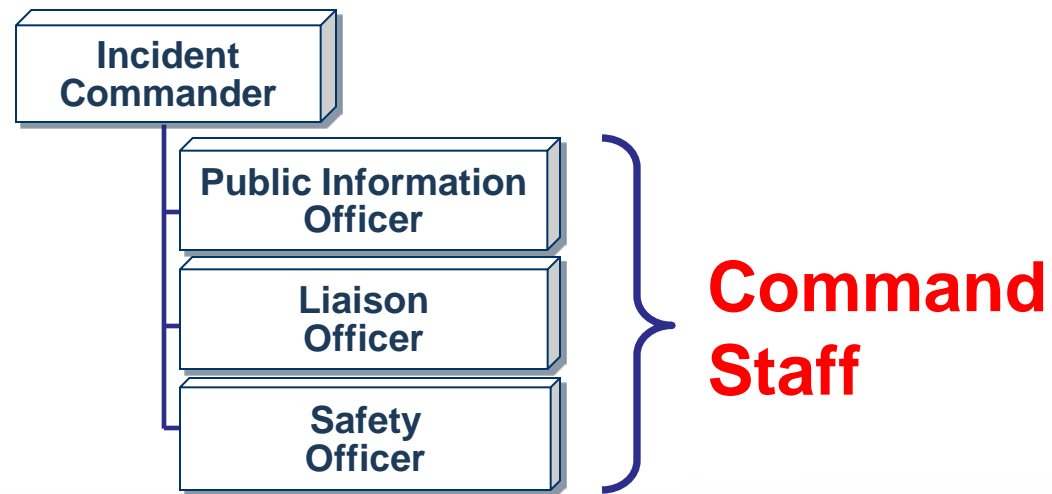 Incident
Commander
Public Information
Officer
Liaison
Officer
Safety
Officer
Command
Staff